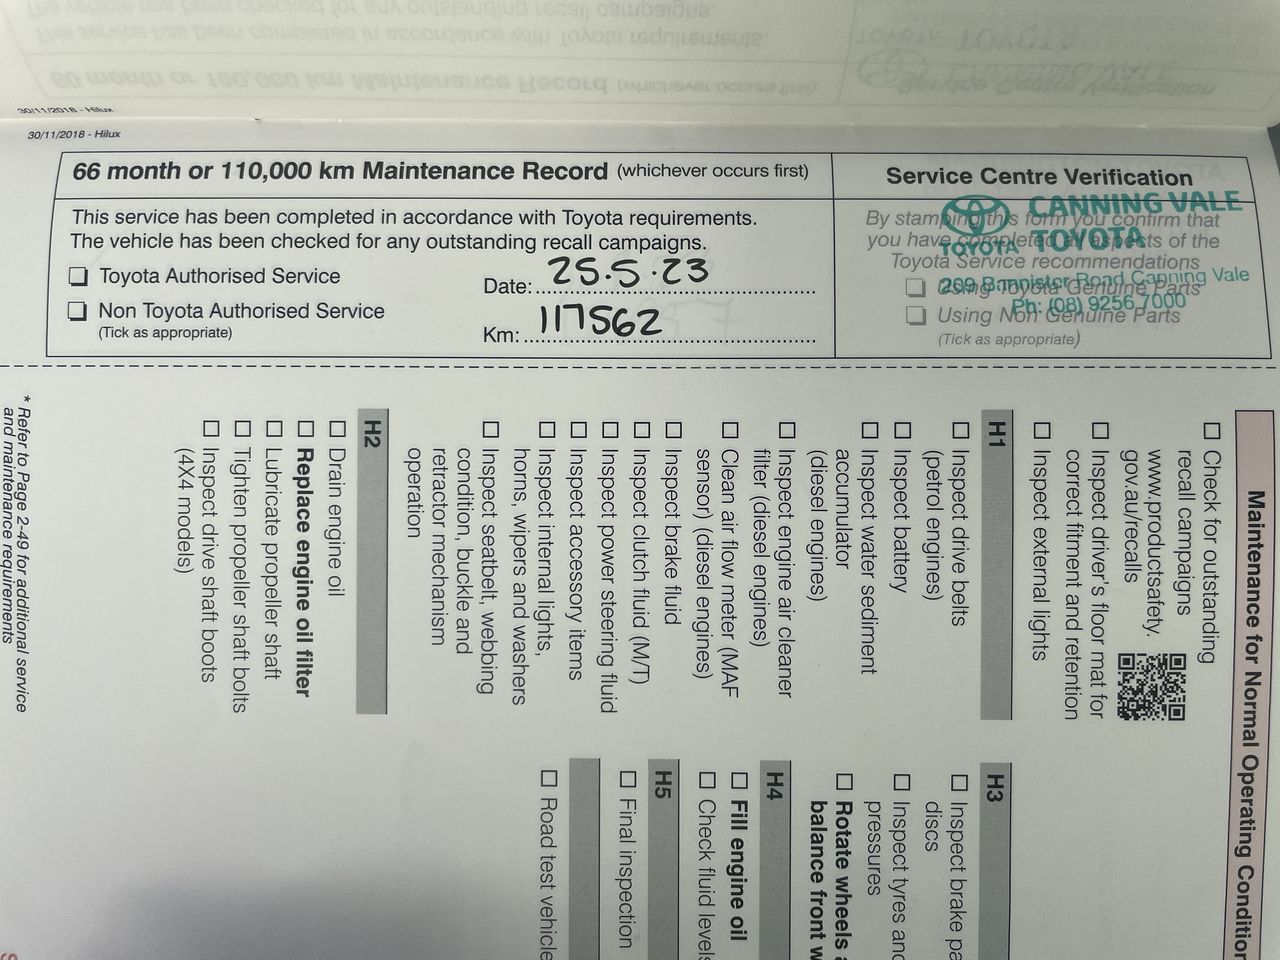 30/11/2018 - Hilux
30/11/2018 - Hilux
66 month or 110,000 km Maintenance Record (whichever occurs first)
This service has been completed in accordance with Toyota requirements.
The vehicle has been checked for any outstanding recall campaigns.
☐ Toyota Authorised Service
☐ Non Toyota Authorised Service
(Tick as appropriate)
Date: 25.5.23
Km: 117562
Service Centre Verification
By stamping this form you confirm that
you have completed all aspects of the
Toyota Service recommendations
☐ Using Toyota Genuine Parts
☐ Using Non Genuine Parts
(Tick as appropriate)
CANNING VALE
TOYOTA TOYOTA
209 Bannister Road Canning Vale
Ph: (08) 9256 7000
Maintenance for Normal Operating Condition
☐ Check for outstanding
recall campaigns
www.productsafety.
gov.au/recalls
☐ Inspect driver's floor mat for
correct fitment and retention
☐ Inspect external lights
H1
☐ Inspect drive belts
(petrol engines)
☐ Inspect battery
☐ Inspect water sediment
accumulator
(diesel engines)
☐ Inspect engine air cleaner
filter (diesel engines)
☐ Clean air flow meter (MAF
sensor) (diesel engines)
☐ Inspect brake fluid
☐ Inspect clutch fluid (M/T)
☐ Inspect power steering fluid
☐ Inspect accessory items
☐ Inspect internal lights,
horns, wipers and washers
☐ Inspect seatbelt, webbing
condition, buckle and
retractor mechanism
operation
H2
☐ Drain engine oil
☐ Replace engine oil filter
☐ Lubricate propeller shaft
☐ Tighten propeller shaft bolts
☐ Inspect drive shaft boots
(4X4 models)
H3
☐ Inspect brake pa
discs
☐ Inspect tyres and
pressures
☐ Rotate wheels a
balance front w
H4
☐ Fill engine oil
☐ Check fluid levels
H5
☐ Final inspection
☐ Road test vehicle
* Refer to Page 2-49 for additional service
and maintenance requirements